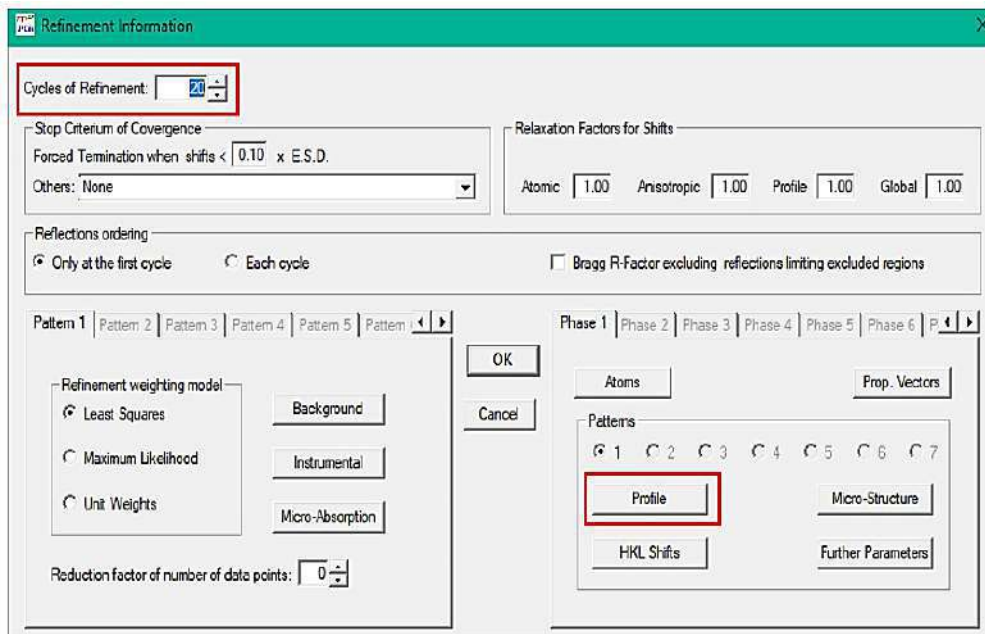 Refinement Information
Cycles of Refinement: 20
Stop Criterium of Covergence
Forced Termination when shifts < 0.10 x E.S.D.
Others: None
Relaxation Factors for Shifts
Atomic 1.00 Anisotropic 1.00 Profile 1.00 Global 1.00
Reflections ordering
Only at the first cycle Each cycle Bragg R-Factor excluding reflections limiting excluded regions
Pattern 1 Pattern 2 Pattern 3 Pattern 4 Pattern 5 Pattern
Refinement weighting model
Least Squares
Maximum Likelihood
Unit Weights
Background
Instrumental
Micro-Absorption
Reduction factor of number of data points: 0
OK
Cancel
Phase 1 Phase 2 Phase 3 Phase 4 Phase 5 Phase 6 P
Atoms Prop. Vectors
Patterns
1 2 3 4 5 6 7
Profile Micro-Structure
HKL Shifts Further Parameters